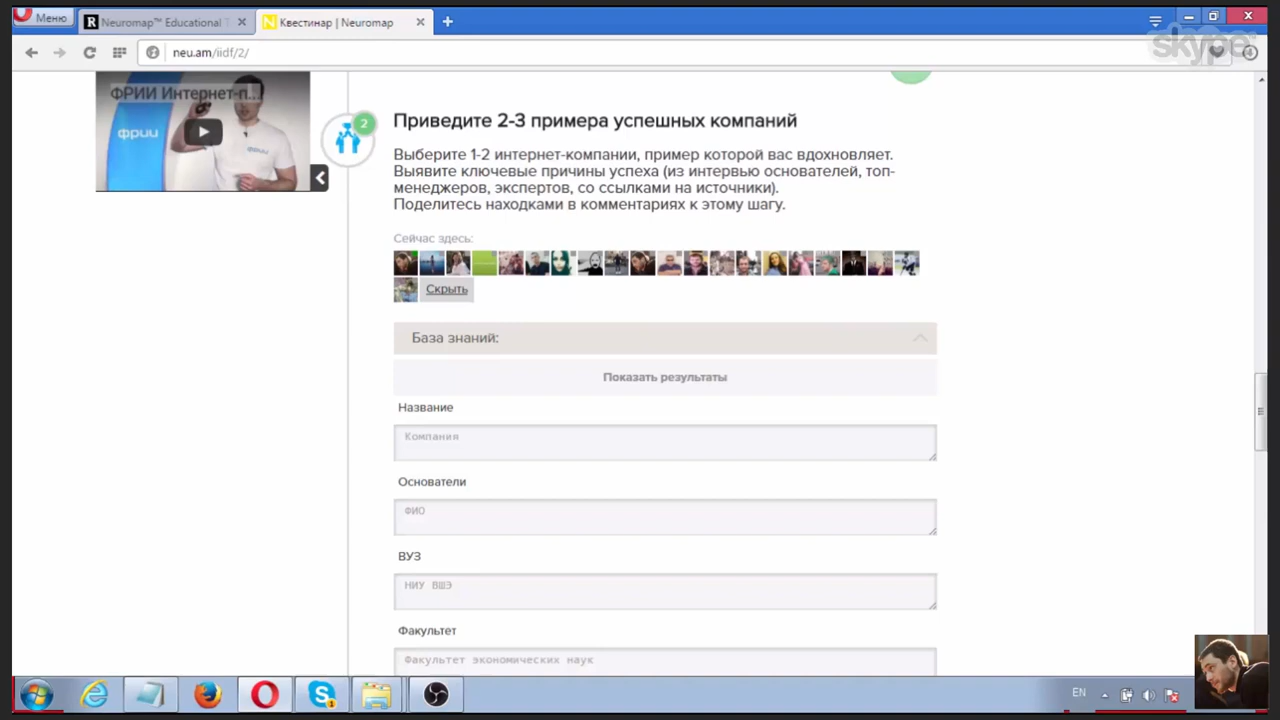 Меню
Neuromap™ Educational T
Квестинар | Neuromap
neu.am/iidf/2/
skype
ФРИИ Интернет-п...
фрии
ФРИИ
2
Приведите 2-3 примера успешных компаний
Выберите 1-2 интернет-компании, пример которой вас вдохновляет.
Выявите ключевые причины успеха (из интервью основателей, топ-
менеджеров, экспертов, со ссылками на источники).
Поделитесь находками в комментариях к этому шагу.
Сейчас здесь:
Скрыть
База знаний:
Показать результаты
Название
Компания
Основатели
ФИО
ВУЗ
НИУ ВШЭ
Факультет
Факультет экономических наук
EN